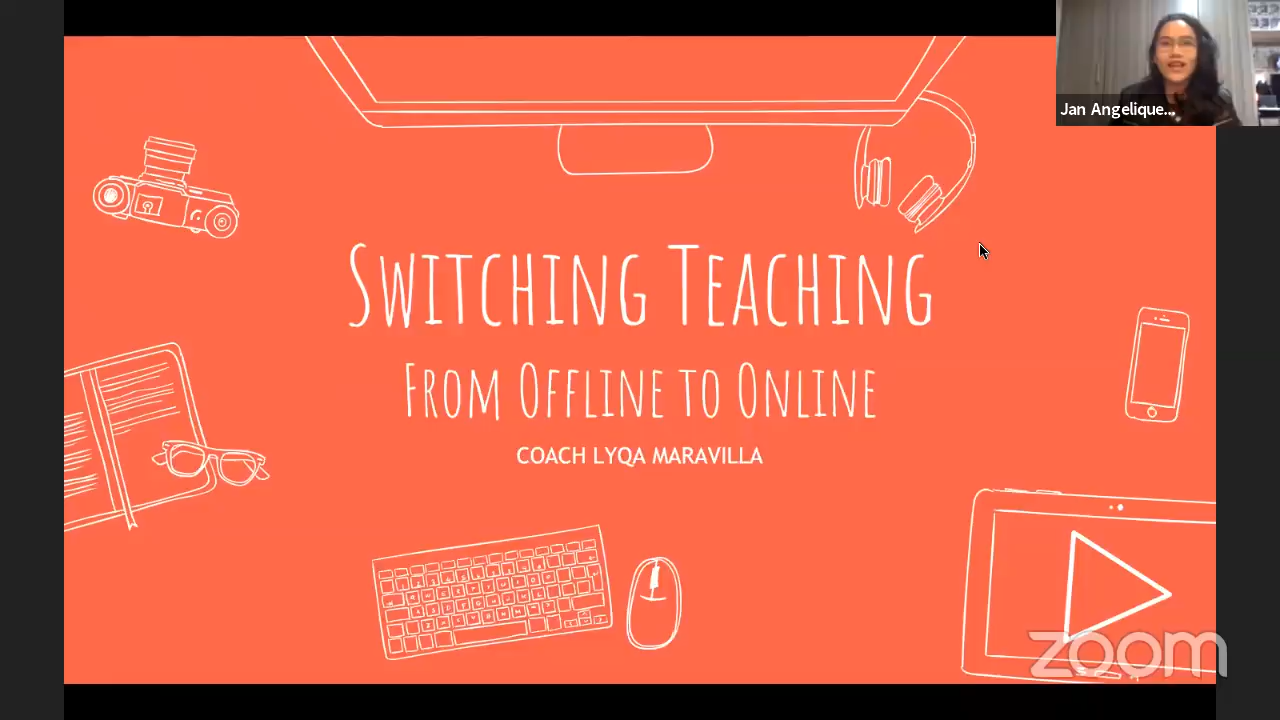 Jan Angelique...
SWITCHING TEACHING
FROM OFFLINE TO ONLINE
COACH LYQA MARAVILLA
zoom